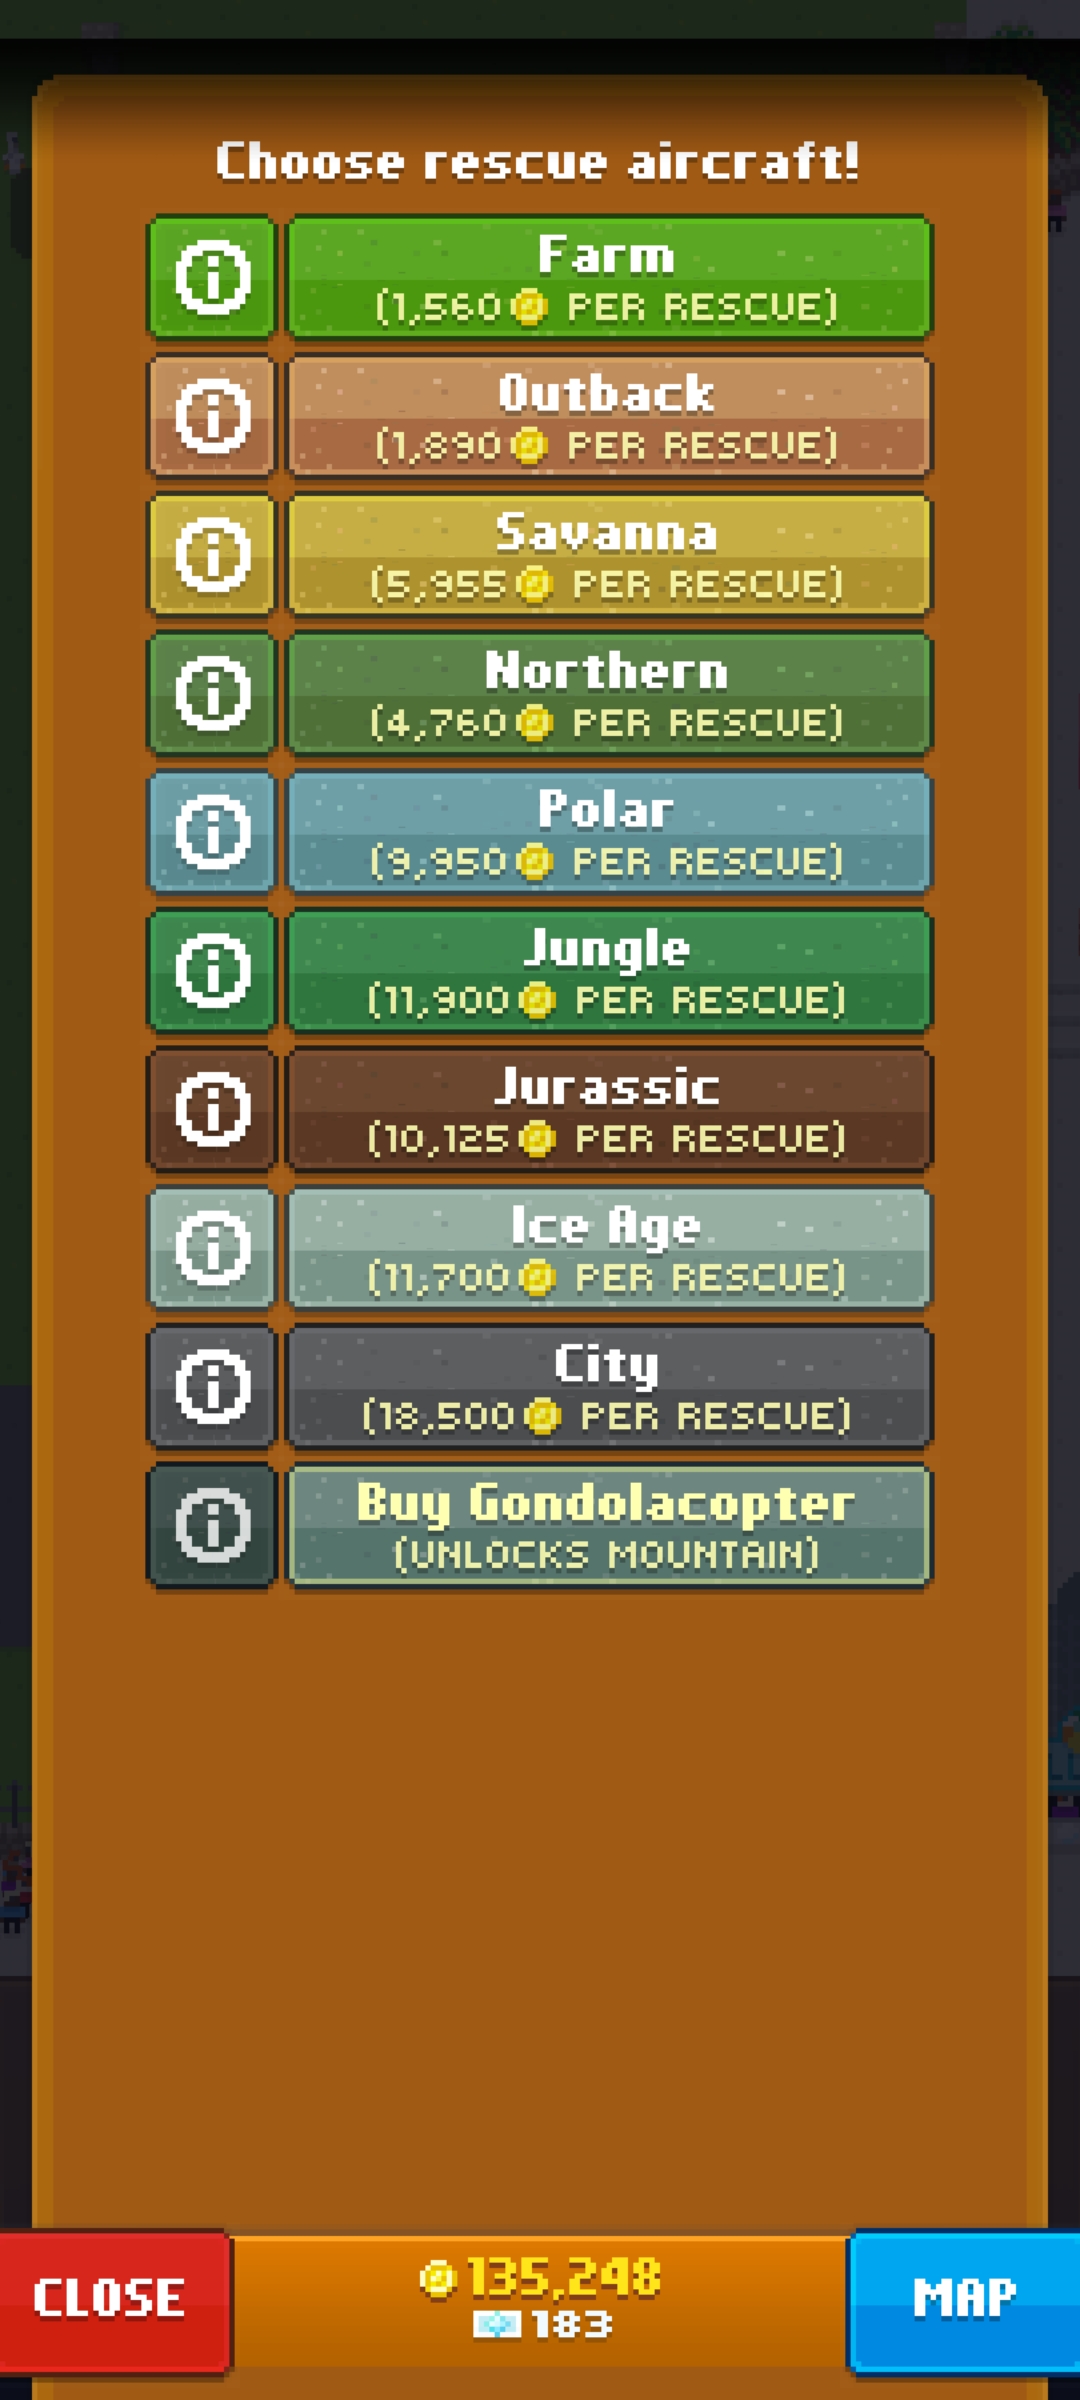 Choose rescue aircraft!
Farm
(1,560 PER RESCUE)
Outback
(1,890 PER RESCUE)
Savanna
(5,955 PER RESCUE)
Northern
(4,760 PER RESCUE)
Polar
(9,950 PER RESCUE)
Jungle
(11,900 PER RESCUE)
Jurassic
(10,125 PER RESCUE)
Ice Age
(11,700 PER RESCUE)
City
(18,500 PER RESCUE)
Buy Gondolacopter
(UNLOCKS MOUNTAIN)
CLOSE
135,248
183
MAP